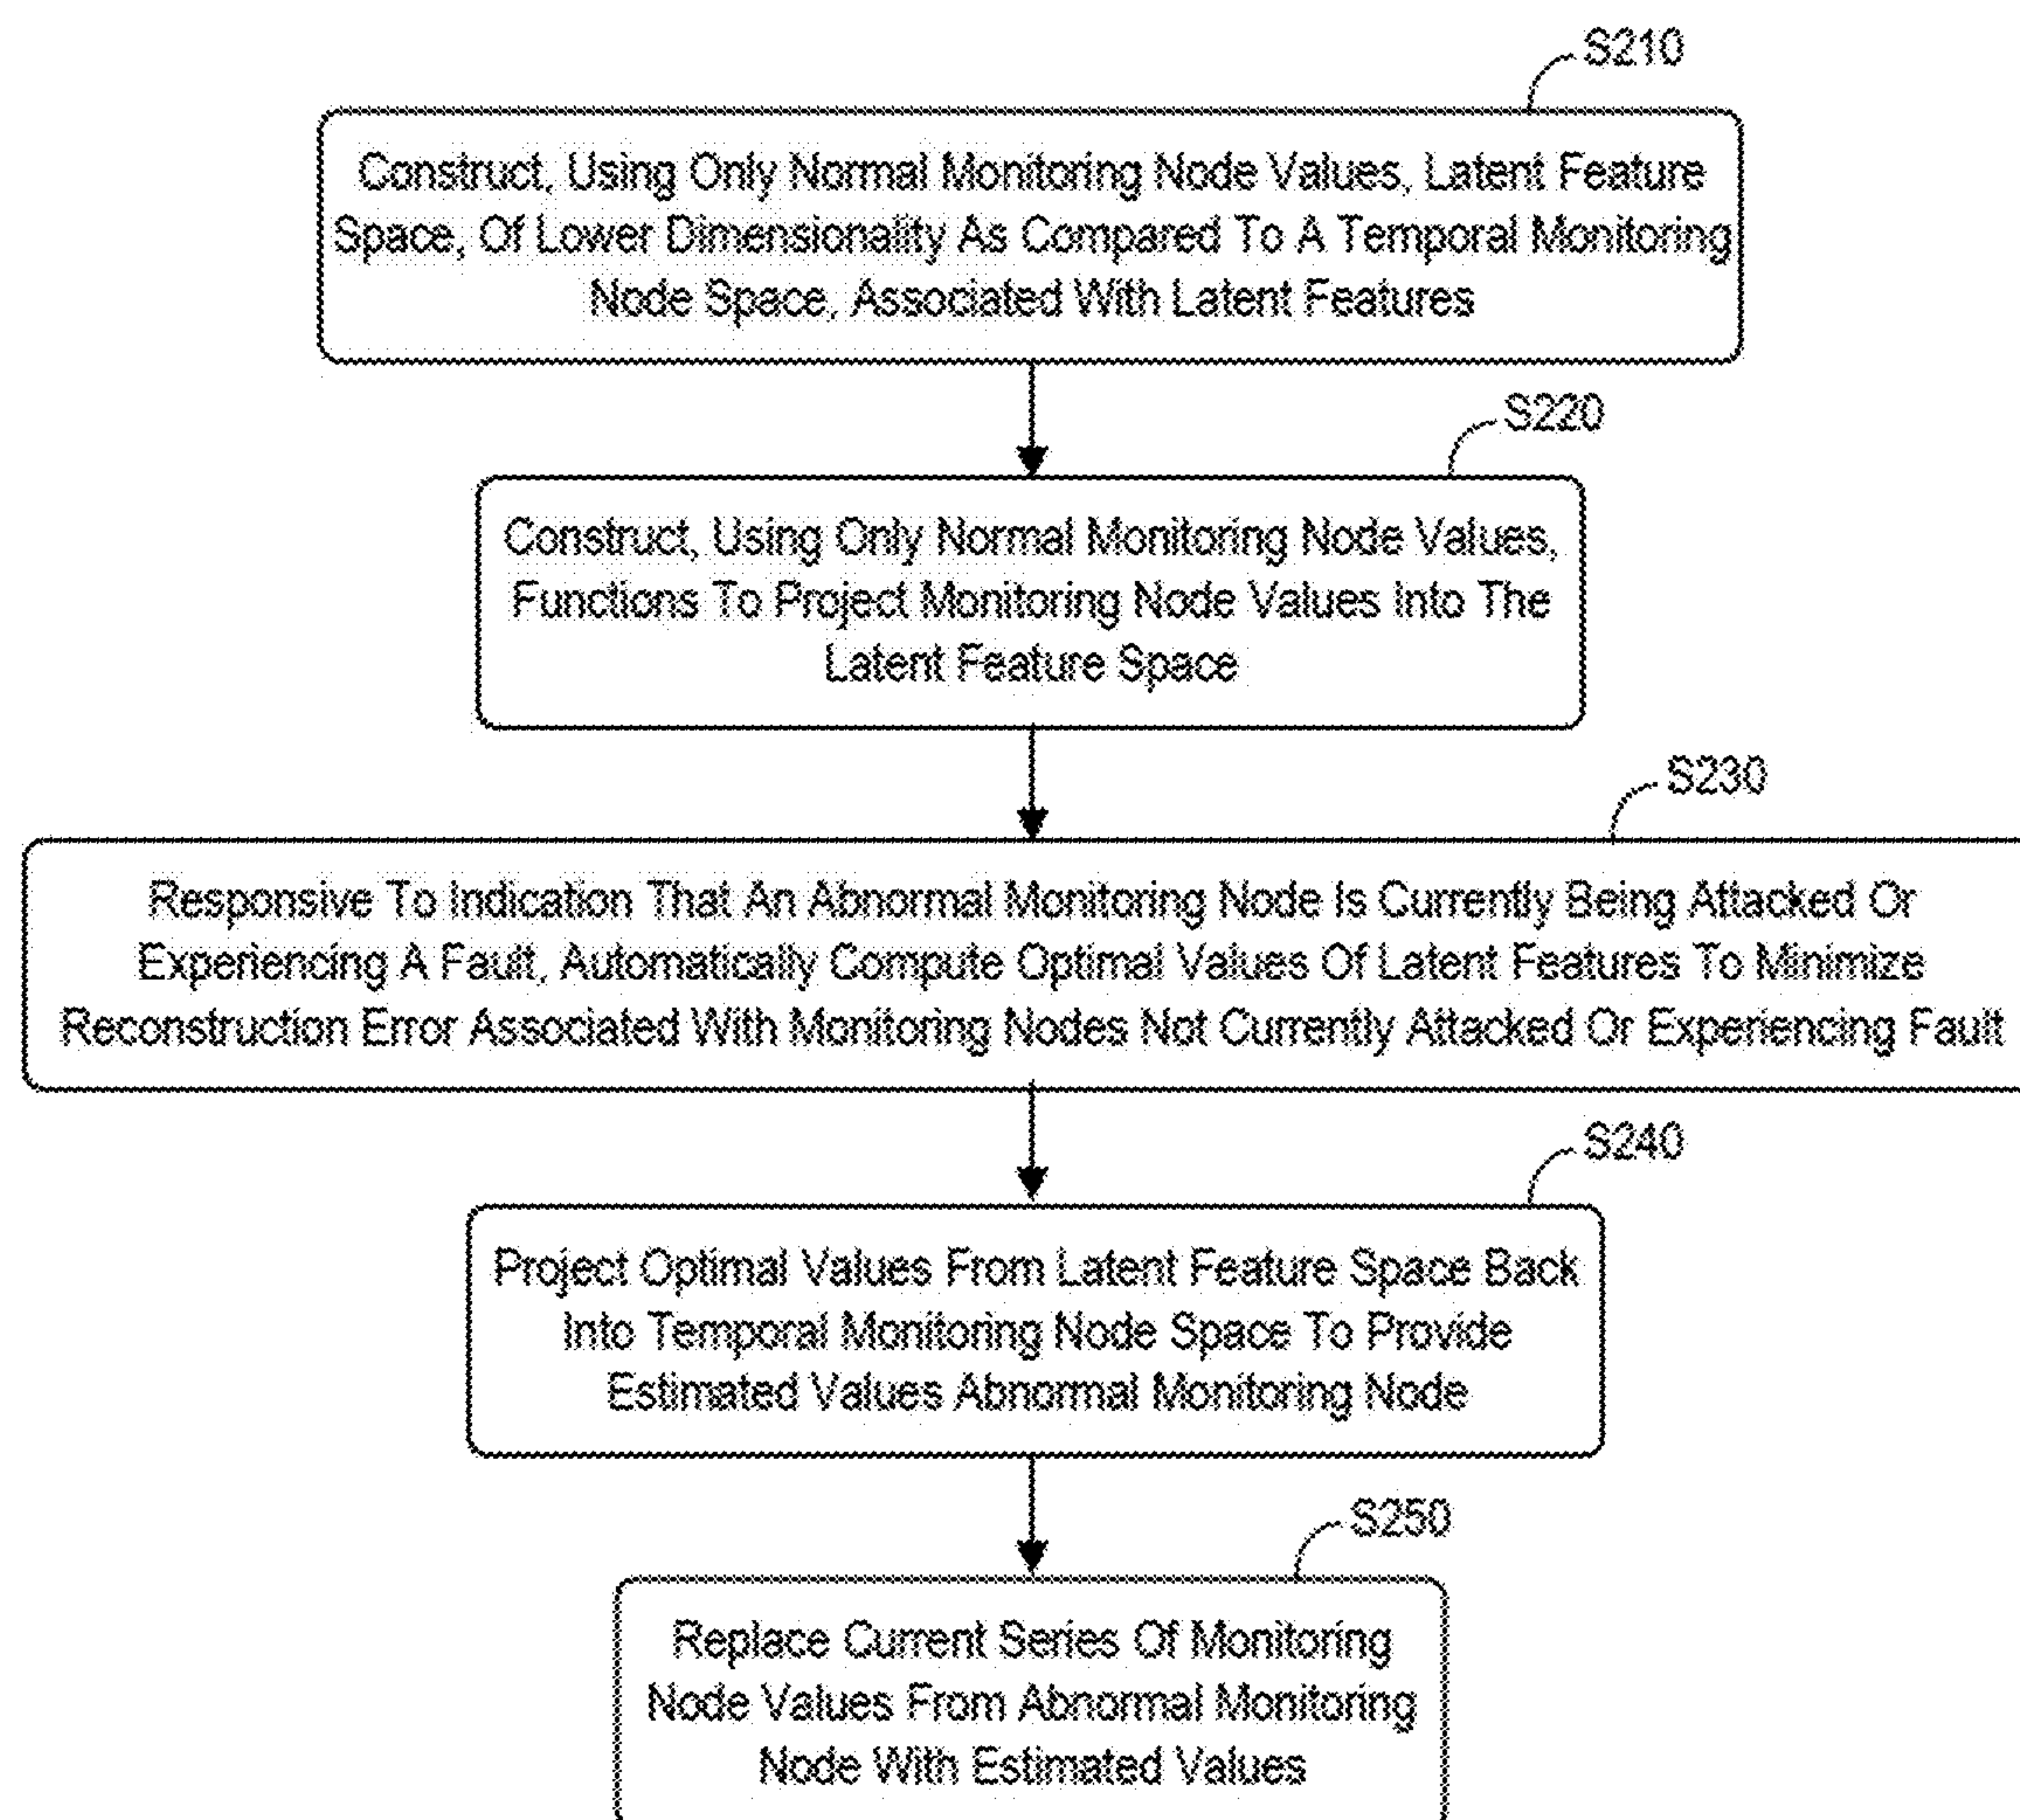 S210
Construct, Using Only Normal Monitoring Node Values, Latent Feature
Space, Of Lower Dimensionality As Compared To A Temporal Monitoring
Node Space, Associated With Latent Features
S220
Construct, Using Only Normal Monitoring Node Values,
Functions To Project Monitoring Node Values Into The
Latent Feature Space
S230
Responsive To Indication That An Abnormal Monitoring Node Is Currently Being Attacked Or
Experiencing A Fault, Automatically Compute Optimal Values Of Latent Features To Minimize
Reconstruction Error Associated With Monitoring Nodes Not Currently Attacked Or Experiencing Fault
S240
Project Optimal Values From Latent Feature Space Back
Into Temporal Monitoring Node Space To Provide
Estimated Values Abnormal Monitoring Node
S250
Replace Current Series Of Monitoring
Node Values From Abnormal Monitoring
Node With Estimated Values